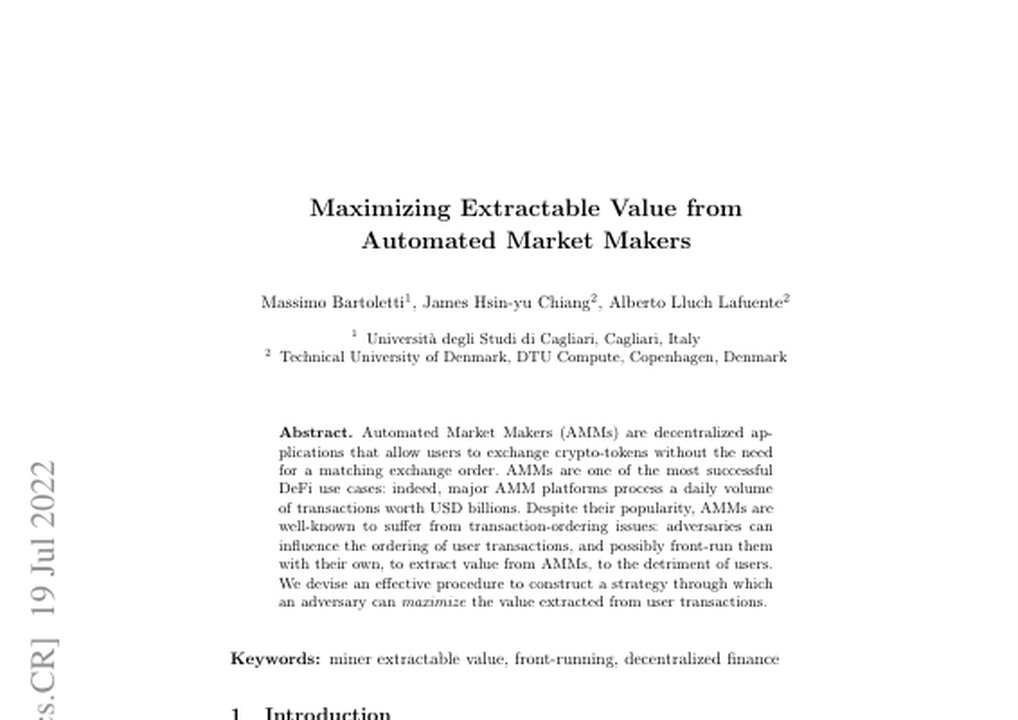 Maximizing Extractable Value from
Automated Market Makers
Massimo Bartoletti1, James Hsin-yu Chiang2, Alberto Lluch Lafuente2
1 Università degli Studi di Cagliari, Cagliari, Italy
2 Technical University of Denmark, DTU Compute, Copenhagen, Denmark
Abstract. Automated Market Makers (AMMs) are decentralized ap-
plications that allow users to exchange crypto-tokens without the need
for a matching exchange order. AMMs are one of the most successful
DeFi use cases: indeed, major AMM platforms process a daily volume
of transactions worth USD billions. Despite their popularity, AMMs are
well-known to suffer from transaction-ordering issues: adversaries can
influence the ordering of user transactions, and possibly front-run them
with their own, to extract value from AMMs, to the detriment of users.
We devise an effective procedure to construct a strategy through which
an adversary can maximize the value extracted from user transactions.
Keywords: miner extractable value, front-running, decentralized finance
1 Introduction
cs.CR] 19 Jul 2022